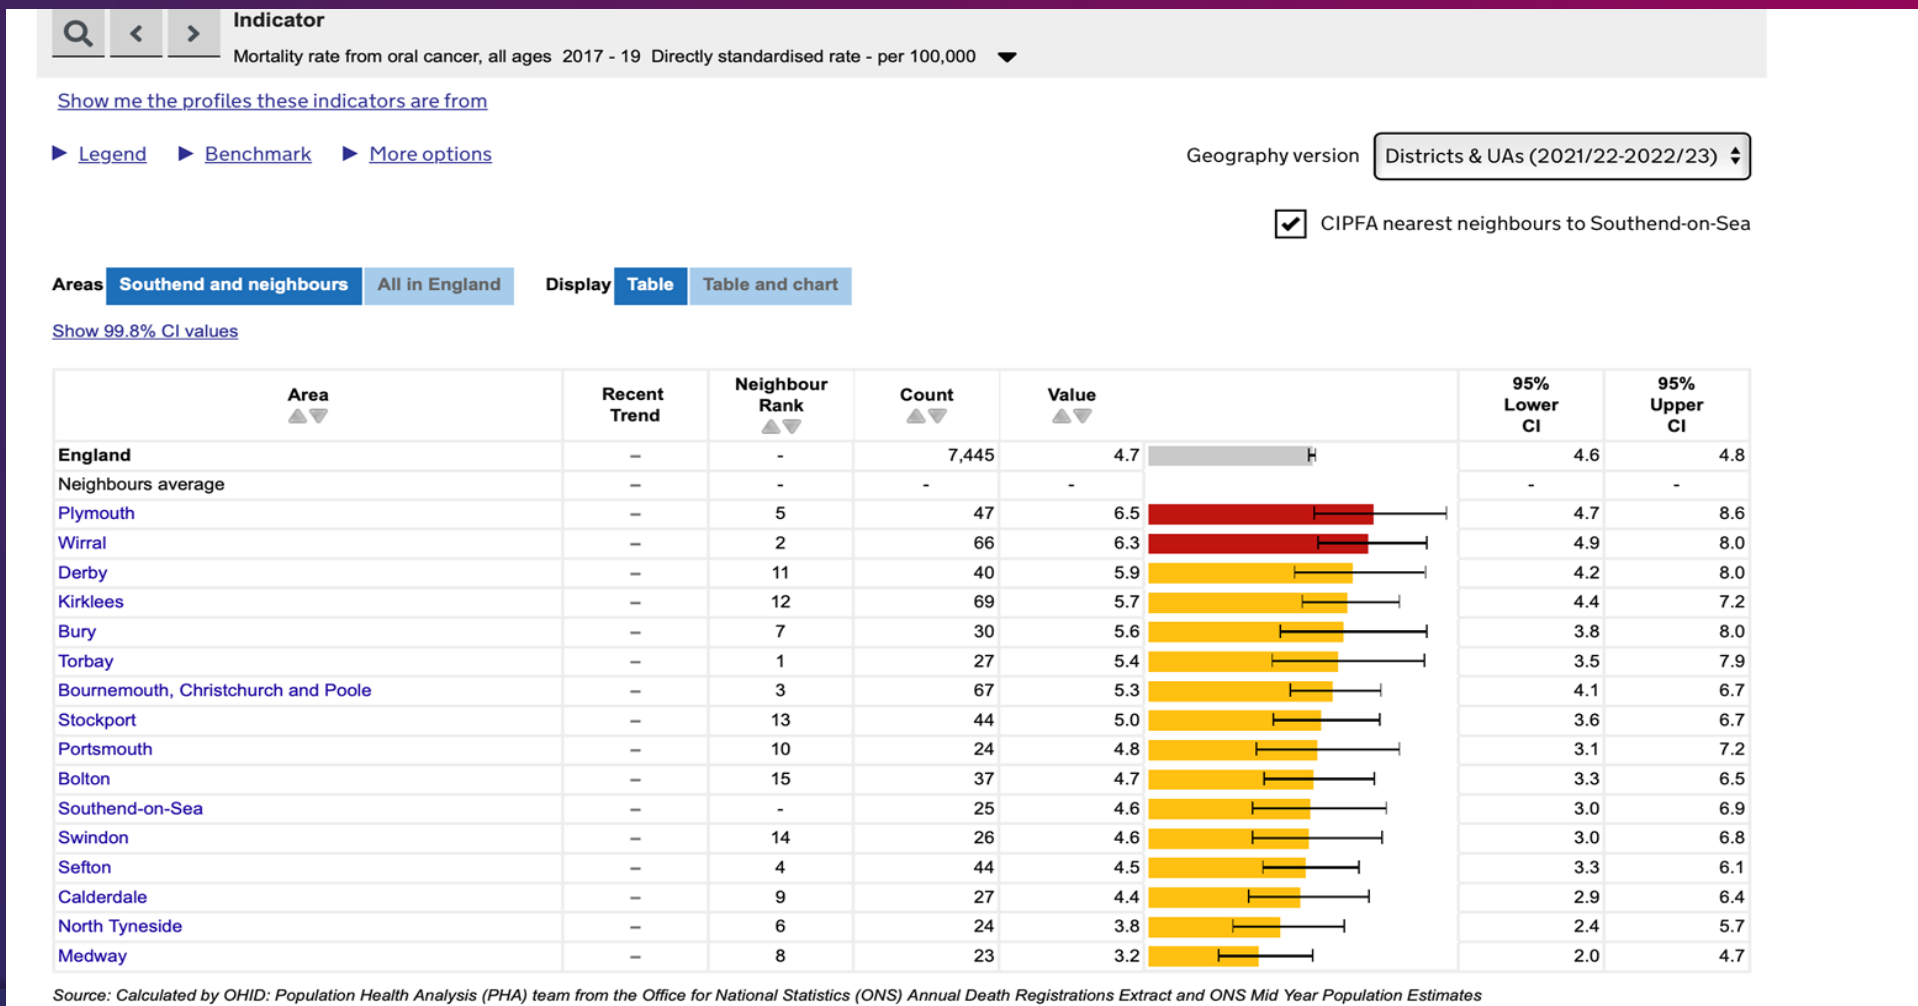 Indicator
Mortality rate from oral cancer, all ages 2017 - 19 Directly standardised rate - per 100,000
Show me the profiles these indicators are from
Legend Benchmark More options
Geography version Districts & UAs (2021/22-2022/23)
CIPFA nearest neighbours to Southend-on-Sea
Areas Southend and neighbours All in England Display Table Table and chart
Show 99.8% CI values
Area Recent Trend Neighbour Rank Count Value 95% Lower CI 95% Upper CI
England – - 7,445 4.7 4.6 4.8
Neighbours average – - - - - -
Plymouth – 5 47 6.5 4.7 8.6
Wirral – 2 66 6.3 4.9 8.0
Derby – 11 40 5.9 4.2 8.0
Kirklees – 12 69 5.7 4.4 7.2
Bury – 7 30 5.6 3.8 8.0
Torbay – 1 27 5.4 3.5 7.9
Bournemouth, Christchurch and Poole – 3 67 5.3 4.1 6.7
Stockport – 13 44 5.0 3.6 6.7
Portsmouth – 10 24 4.8 3.1 7.2
Bolton – 15 37 4.7 3.3 6.5
Southend-on-Sea – - 25 4.6 3.0 6.9
Swindon – 14 26 4.6 3.0 6.8
Sefton – 4 44 4.5 3.3 6.1
Calderdale – 9 27 4.4 2.9 6.4
North Tyneside – 6 24 3.8 2.4 5.7
Medway – 8 23 3.2 2.0 4.7
Source: Calculated by OHID: Population Health Analysis (PHA) team from the Office for National Statistics (ONS) Annual Death Registrations Extract and ONS Mid Year Population Estimates